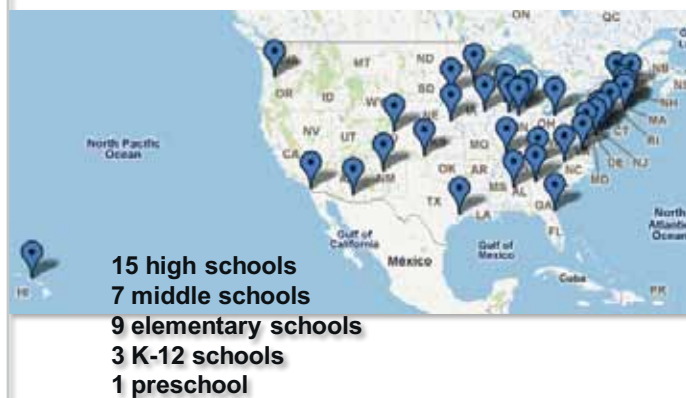 ON
QC
MT
ND
NB
OR
ID
SD
NH
NE
MA
NV
UT
CT
RI
CA
MO
DE
NJ
North Pacific
Ocean
NM
OK
AR
NC
MD
MS
AL
TX
LA
GA
North
Atlantic
Ocean
Gulf of
California
FL
México
Gulf of
Mexico
Cuba
HI
PR
15 high schools
7 middle schools
9 elementary schools
3 K-12 schools
1 preschool